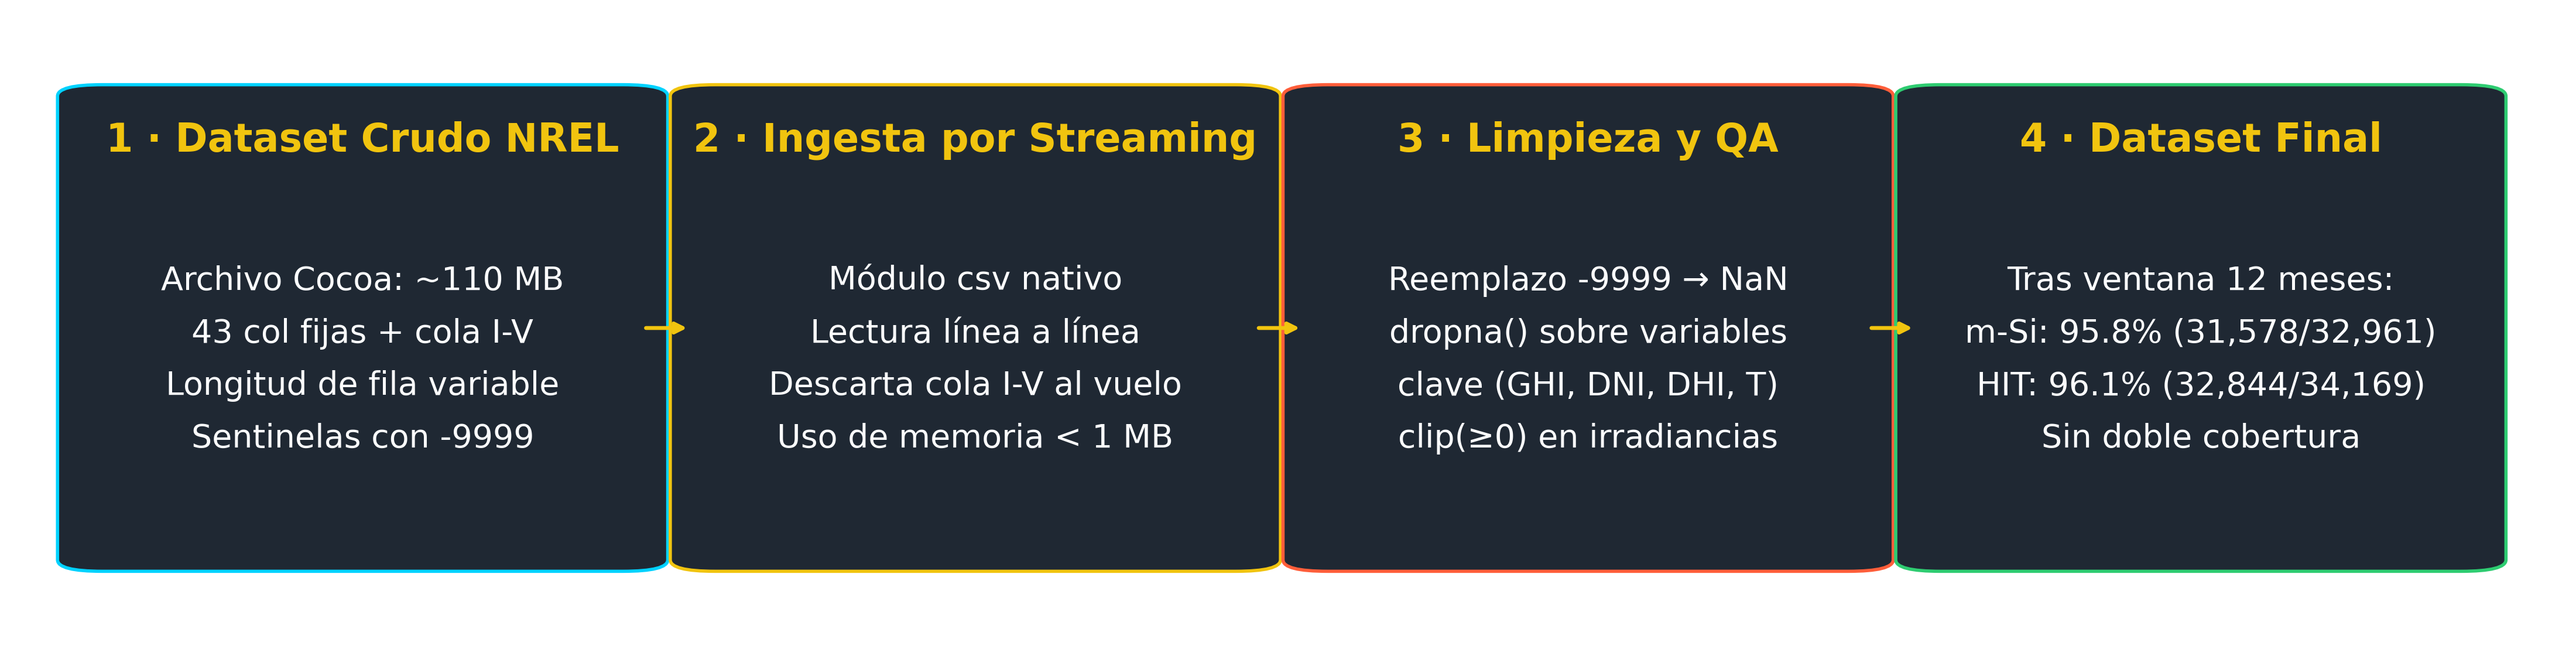 1 · Dataset Crudo NREL
Archivo Cocoa: ~110 MB
43 col fijas + cola I-V
Longitud de fila variable
Sentinelas con -9999
2 · Ingesta por Streaming
Módulo csv nativo
Lectura línea a línea
Descarta cola I-V al vuelo
Uso de memoria < 1 MB
3 · Limpieza y QA
Reemplazo -9999 → NaN
dropna() sobre variables
clave (GHI, DNI, DHI, T)
clip(≥0) en irradiancias
4 · Dataset Final
Tras ventana 12 meses:
m-Si: 95.8% (31,578/32,961)
HIT: 96.1% (32,844/34,169)
Sin doble cobertura